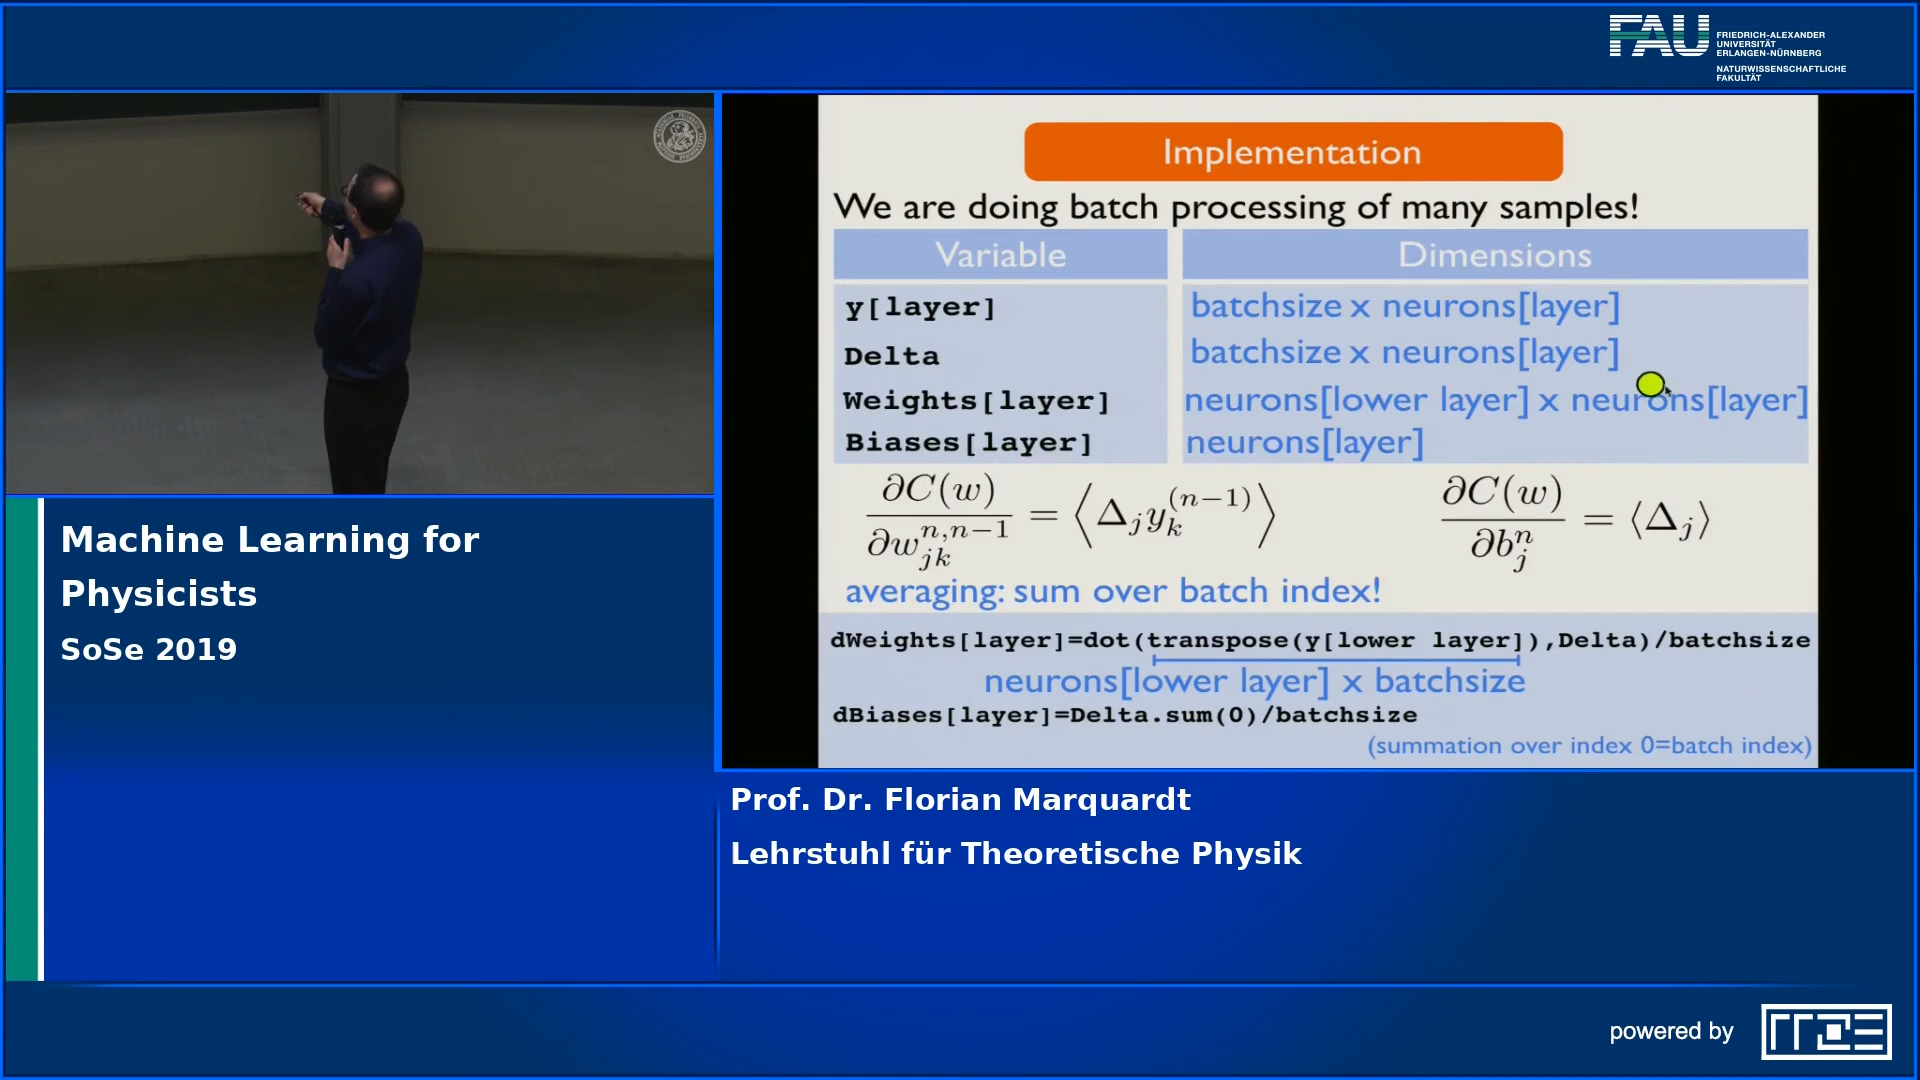 FAU FRIEDRICH-ALEXANDER
UNIVERSITÄT
ERLANGEN-NÜRNBERG
NATURWISSENSCHAFTLICHE
FAKULTÄT
Implementation
We are doing batch processing of many samples!
Variable Dimensions
y[layer] batchsize x neurons[layer]
Delta batchsize x neurons[layer]
Weights[layer] neurons[lower layer] x neurons[layer]
Biases[layer] neurons[layer]
∂C(w)/∂w_{jk}^{n,n−1} = ⟨Δ_j y_k^{(n−1)}⟩ ∂C(w)/∂b_j^n = ⟨Δ_j⟩
averaging: sum over batch index!
dWeights[layer]=dot(transpose(y[lower layer]),Delta)/batchsize
neurons[lower layer] x batchsize
dBiases[layer]=Delta.sum(0)/batchsize
(summation over index 0=batch index)
Machine Learning for
Physicists
SoSe 2019
Prof. Dr. Florian Marquardt
Lehrstuhl für Theoretische Physik
powered by